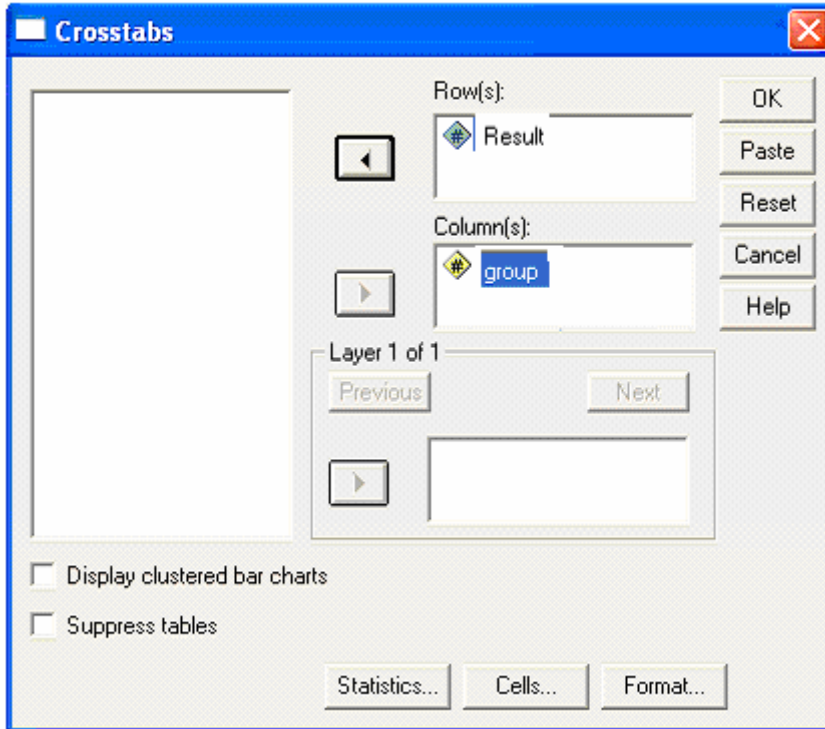 Crosstabs
Row(s):
# Result
Column(s):
# group
Layer 1 of 1
Previous
Next
OK
Paste
Reset
Cancel
Help
Display clustered bar charts
Suppress tables
Statistics...
Cells...
Format...